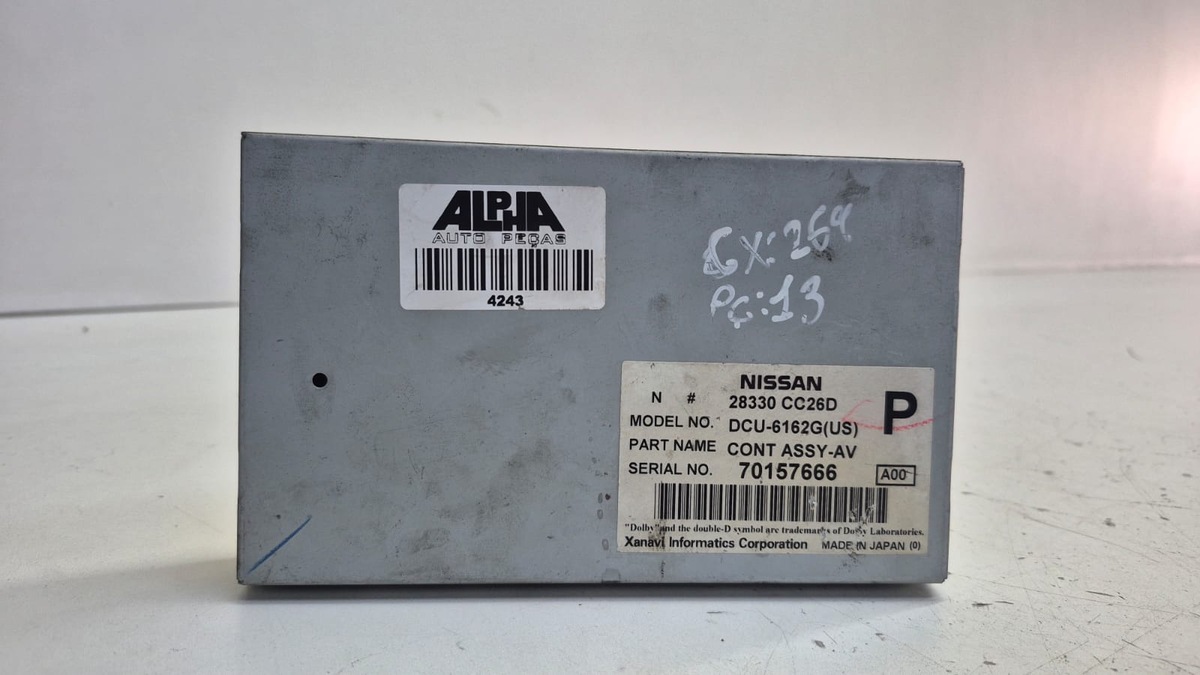 ALPHA
AUTO PEÇAS
4243
CX:264
PÇ:13
NISSAN
N # 28330 CC26D
P
MODEL NO. DCU-6162G(US)
PART NAME CONT ASSY-AV
SERIAL NO. 70157666 A00
"Dolby" and the double-D symbol are trademarks of Dolby Laboratories.
Xanavi Informatics Corporation MADE IN JAPAN (0)